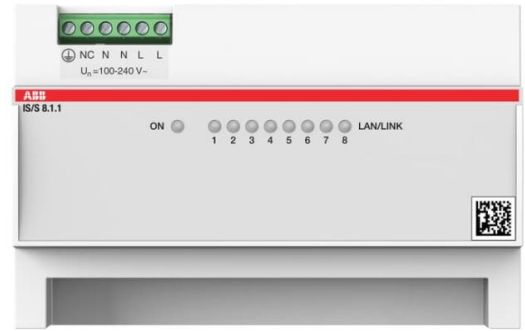 ⏚ NC N N L L
Un=100-240 V~
ABB
IS/S 8.1.1
ON LAN/LINK
1 2 3 4 5 6 7 8